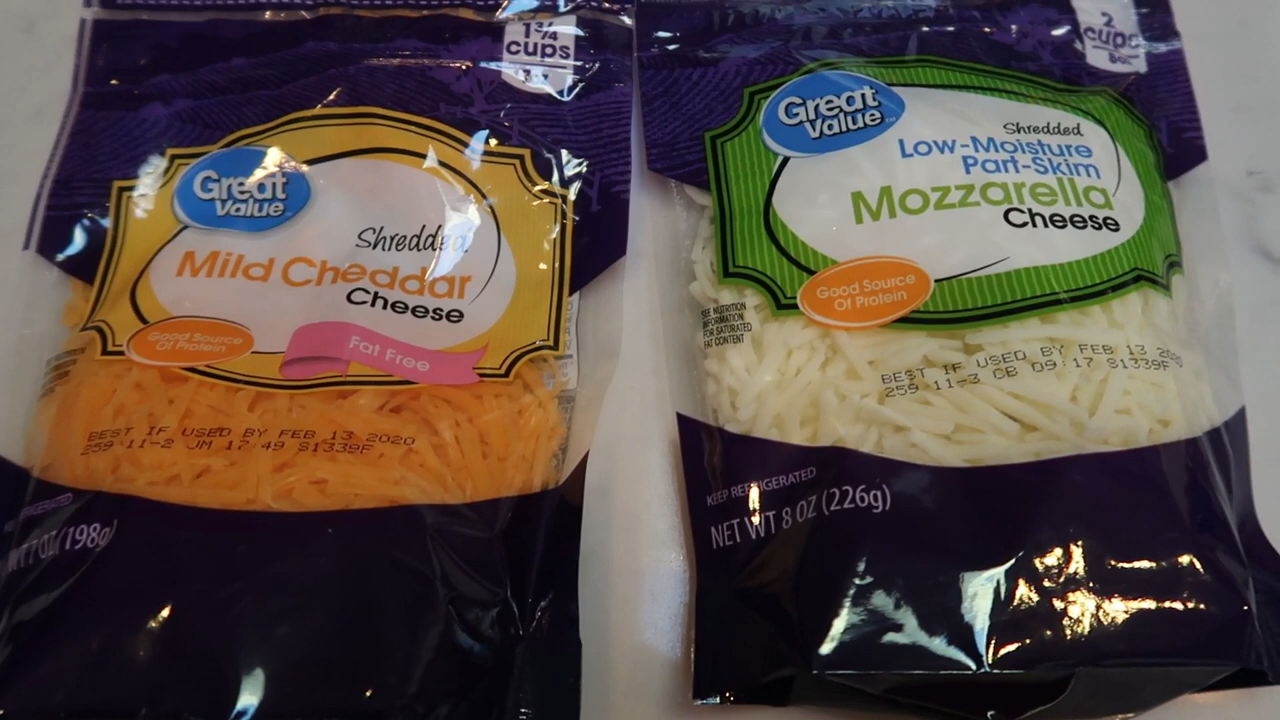 1¾
cups
Great
Value
Shredded
Mild Cheddar
Cheese
Good Source
Of Protein
Fat Free
BEST IF USED BY FEB 13 2020
259 11-2 JM 17:49 S1339F
(198g)
2
cups
Great
Value
Shredded
Low-Moisture
Part-Skim
Mozzarella
Cheese
Good Source
Of Protein
SEE NUTRITION
INFORMATION
FOR SATURATED
FAT CONTENT
BEST IF USED BY FEB 13
259 11-3 CB 09:17 S1339F
KEEP REFRIGERATED
NET WT 8 OZ (226g)